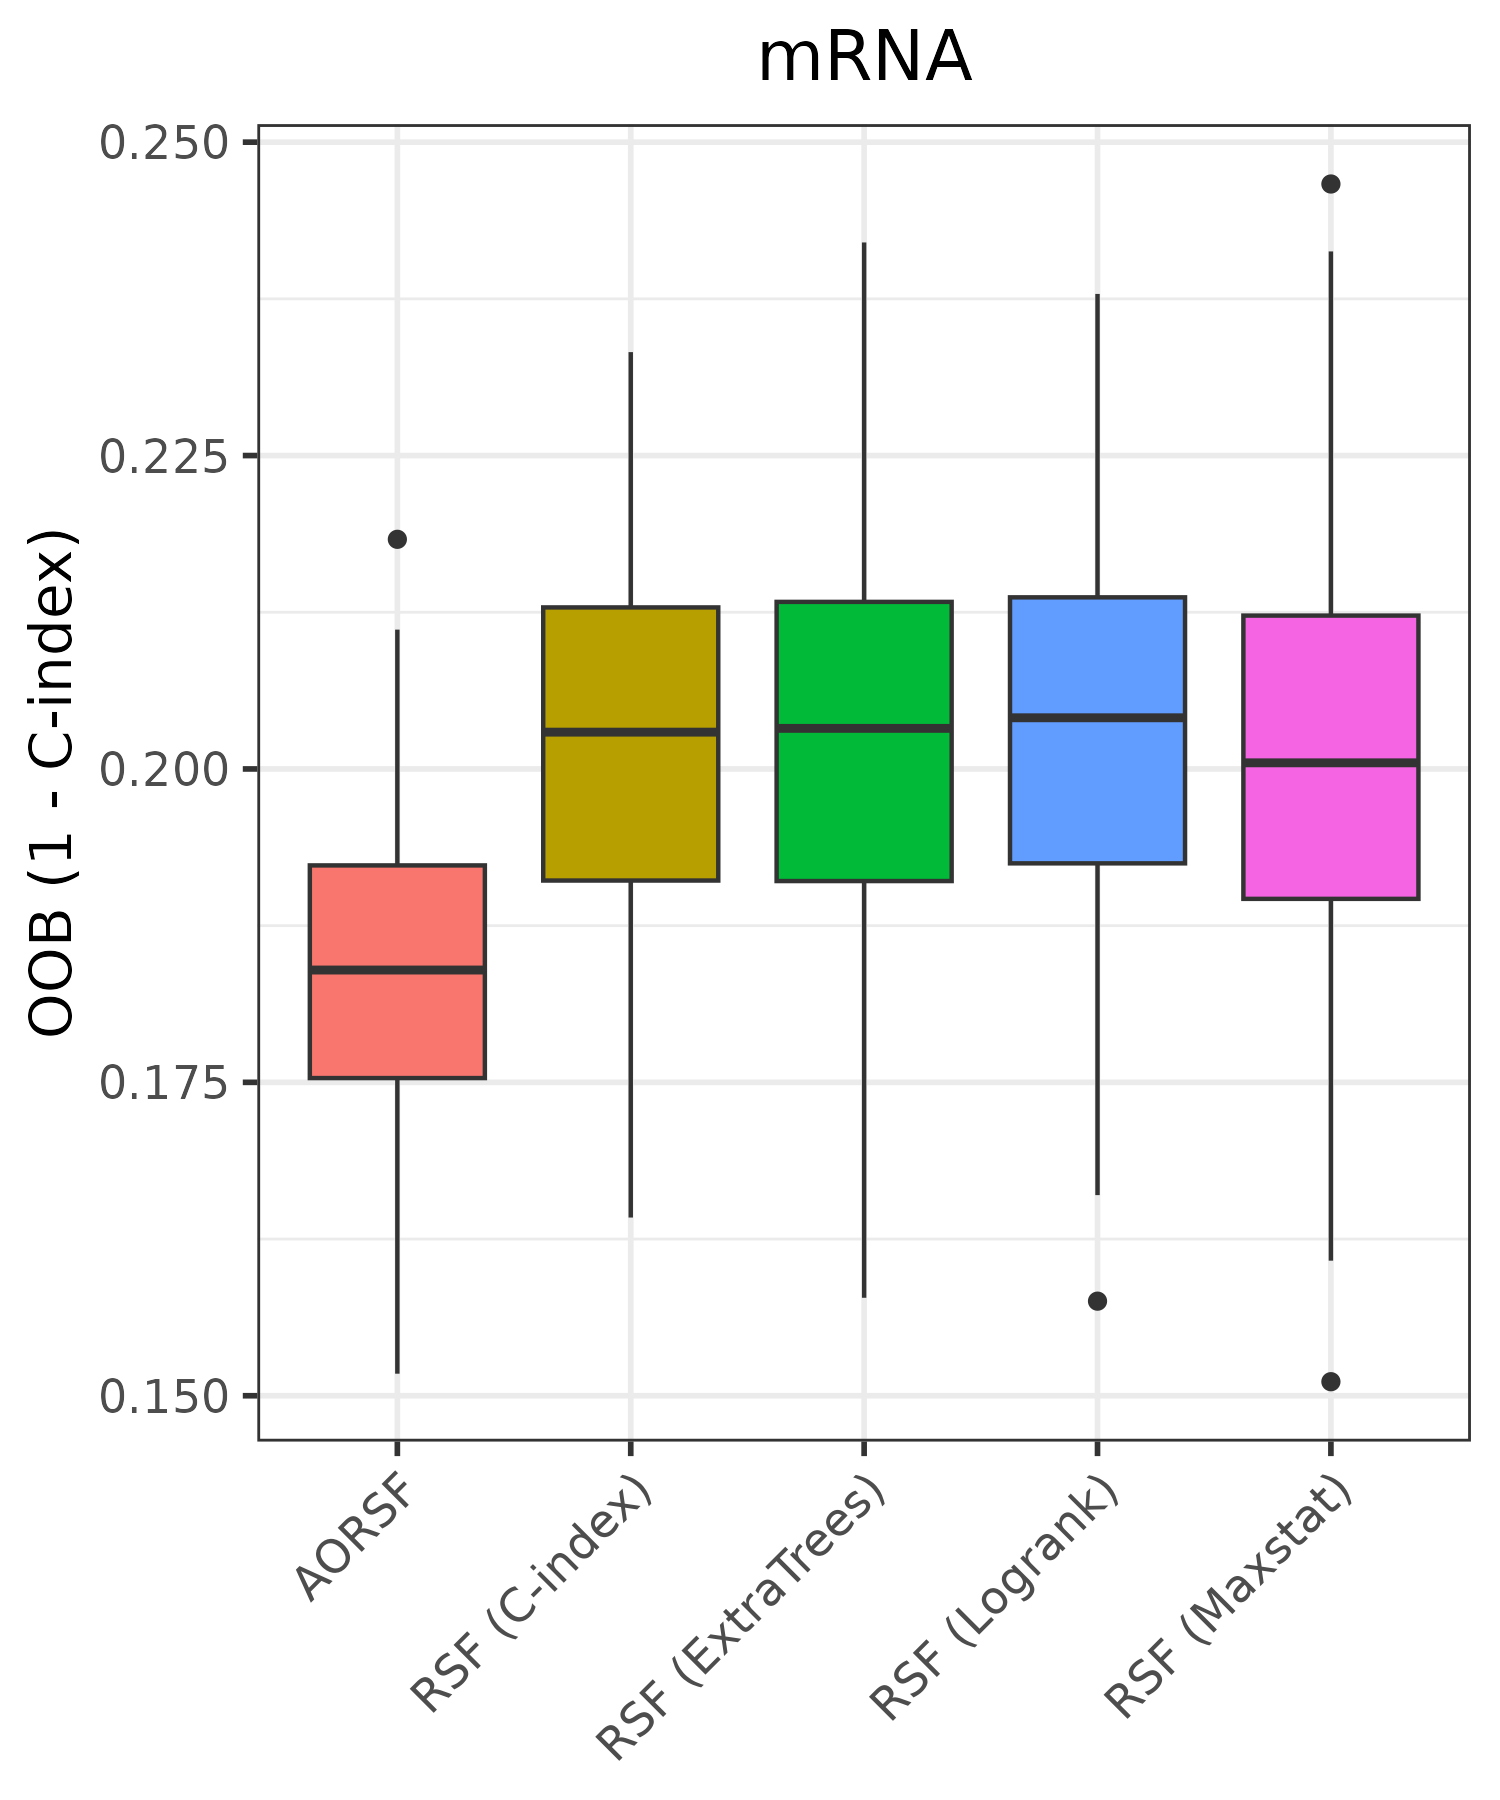 mRNA
OOB (1 - C-index)
0.250
0.225
0.200
0.175
0.150
AORSF
RSF (C-index)
RSF (ExtraTrees)
RSF (Logrank)
RSF (Maxstat)